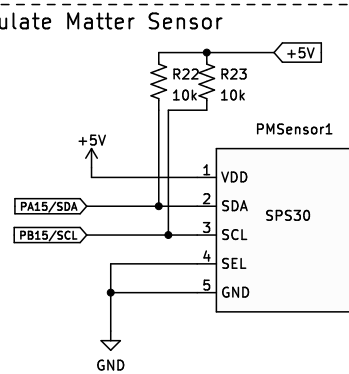 ulate Matter Sensor
+5V
R22 R23
10k 10k
PMSensor1
+5V
1 VDD
PA15/SDA 2 SDA SPS30
PB15/SCL 3 SCL
4 SEL
5 GND
GND